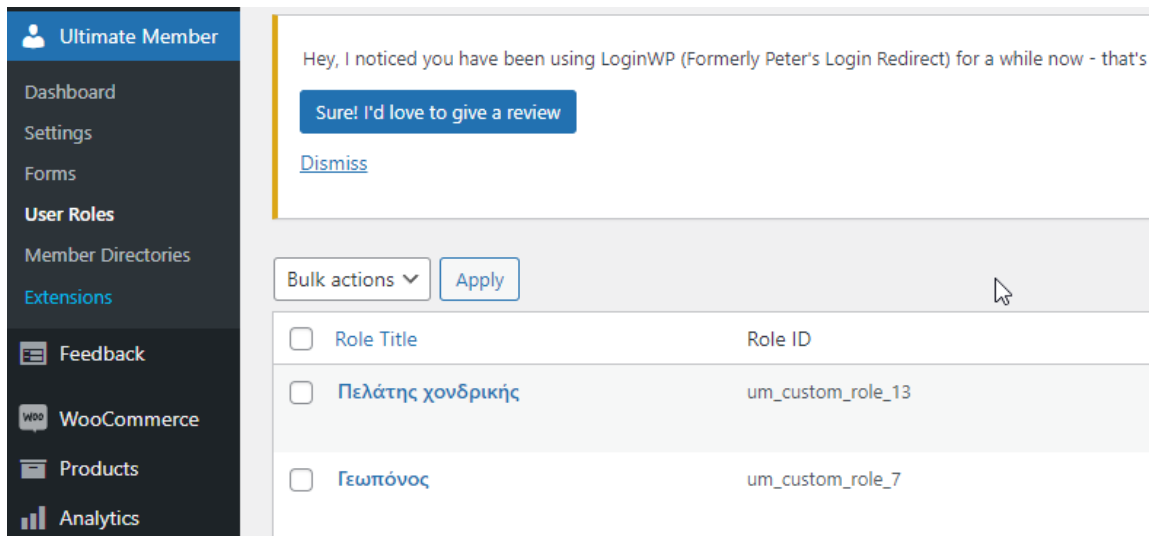 Ultimate Member
Dashboard
Settings
Forms
User Roles
Member Directories
Extensions
Feedback
WOO WooCommerce
Products
Analytics
Hey, I noticed you have been using LoginWP (Formerly Peter's Login Redirect) for a while now - that's
Sure! I'd love to give a review
Dismiss
Bulk actions Apply
Role Title Role ID
Πελάτης χονδρικής um_custom_role_13
Γεωπόνος um_custom_role_7